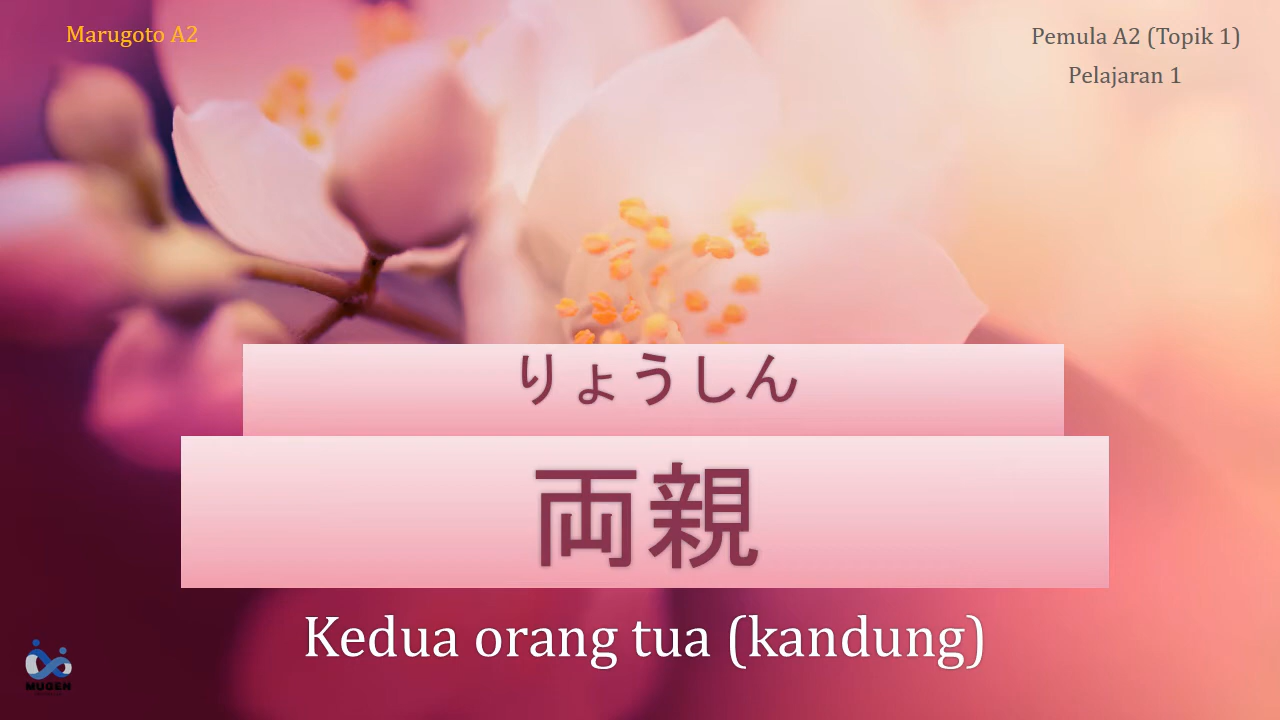 Marugoto A2
Pemula A2 (Topik 1)
Pelajaran 1
りょうしん
両親
Kedua orang tua (kandung)
MUGEN